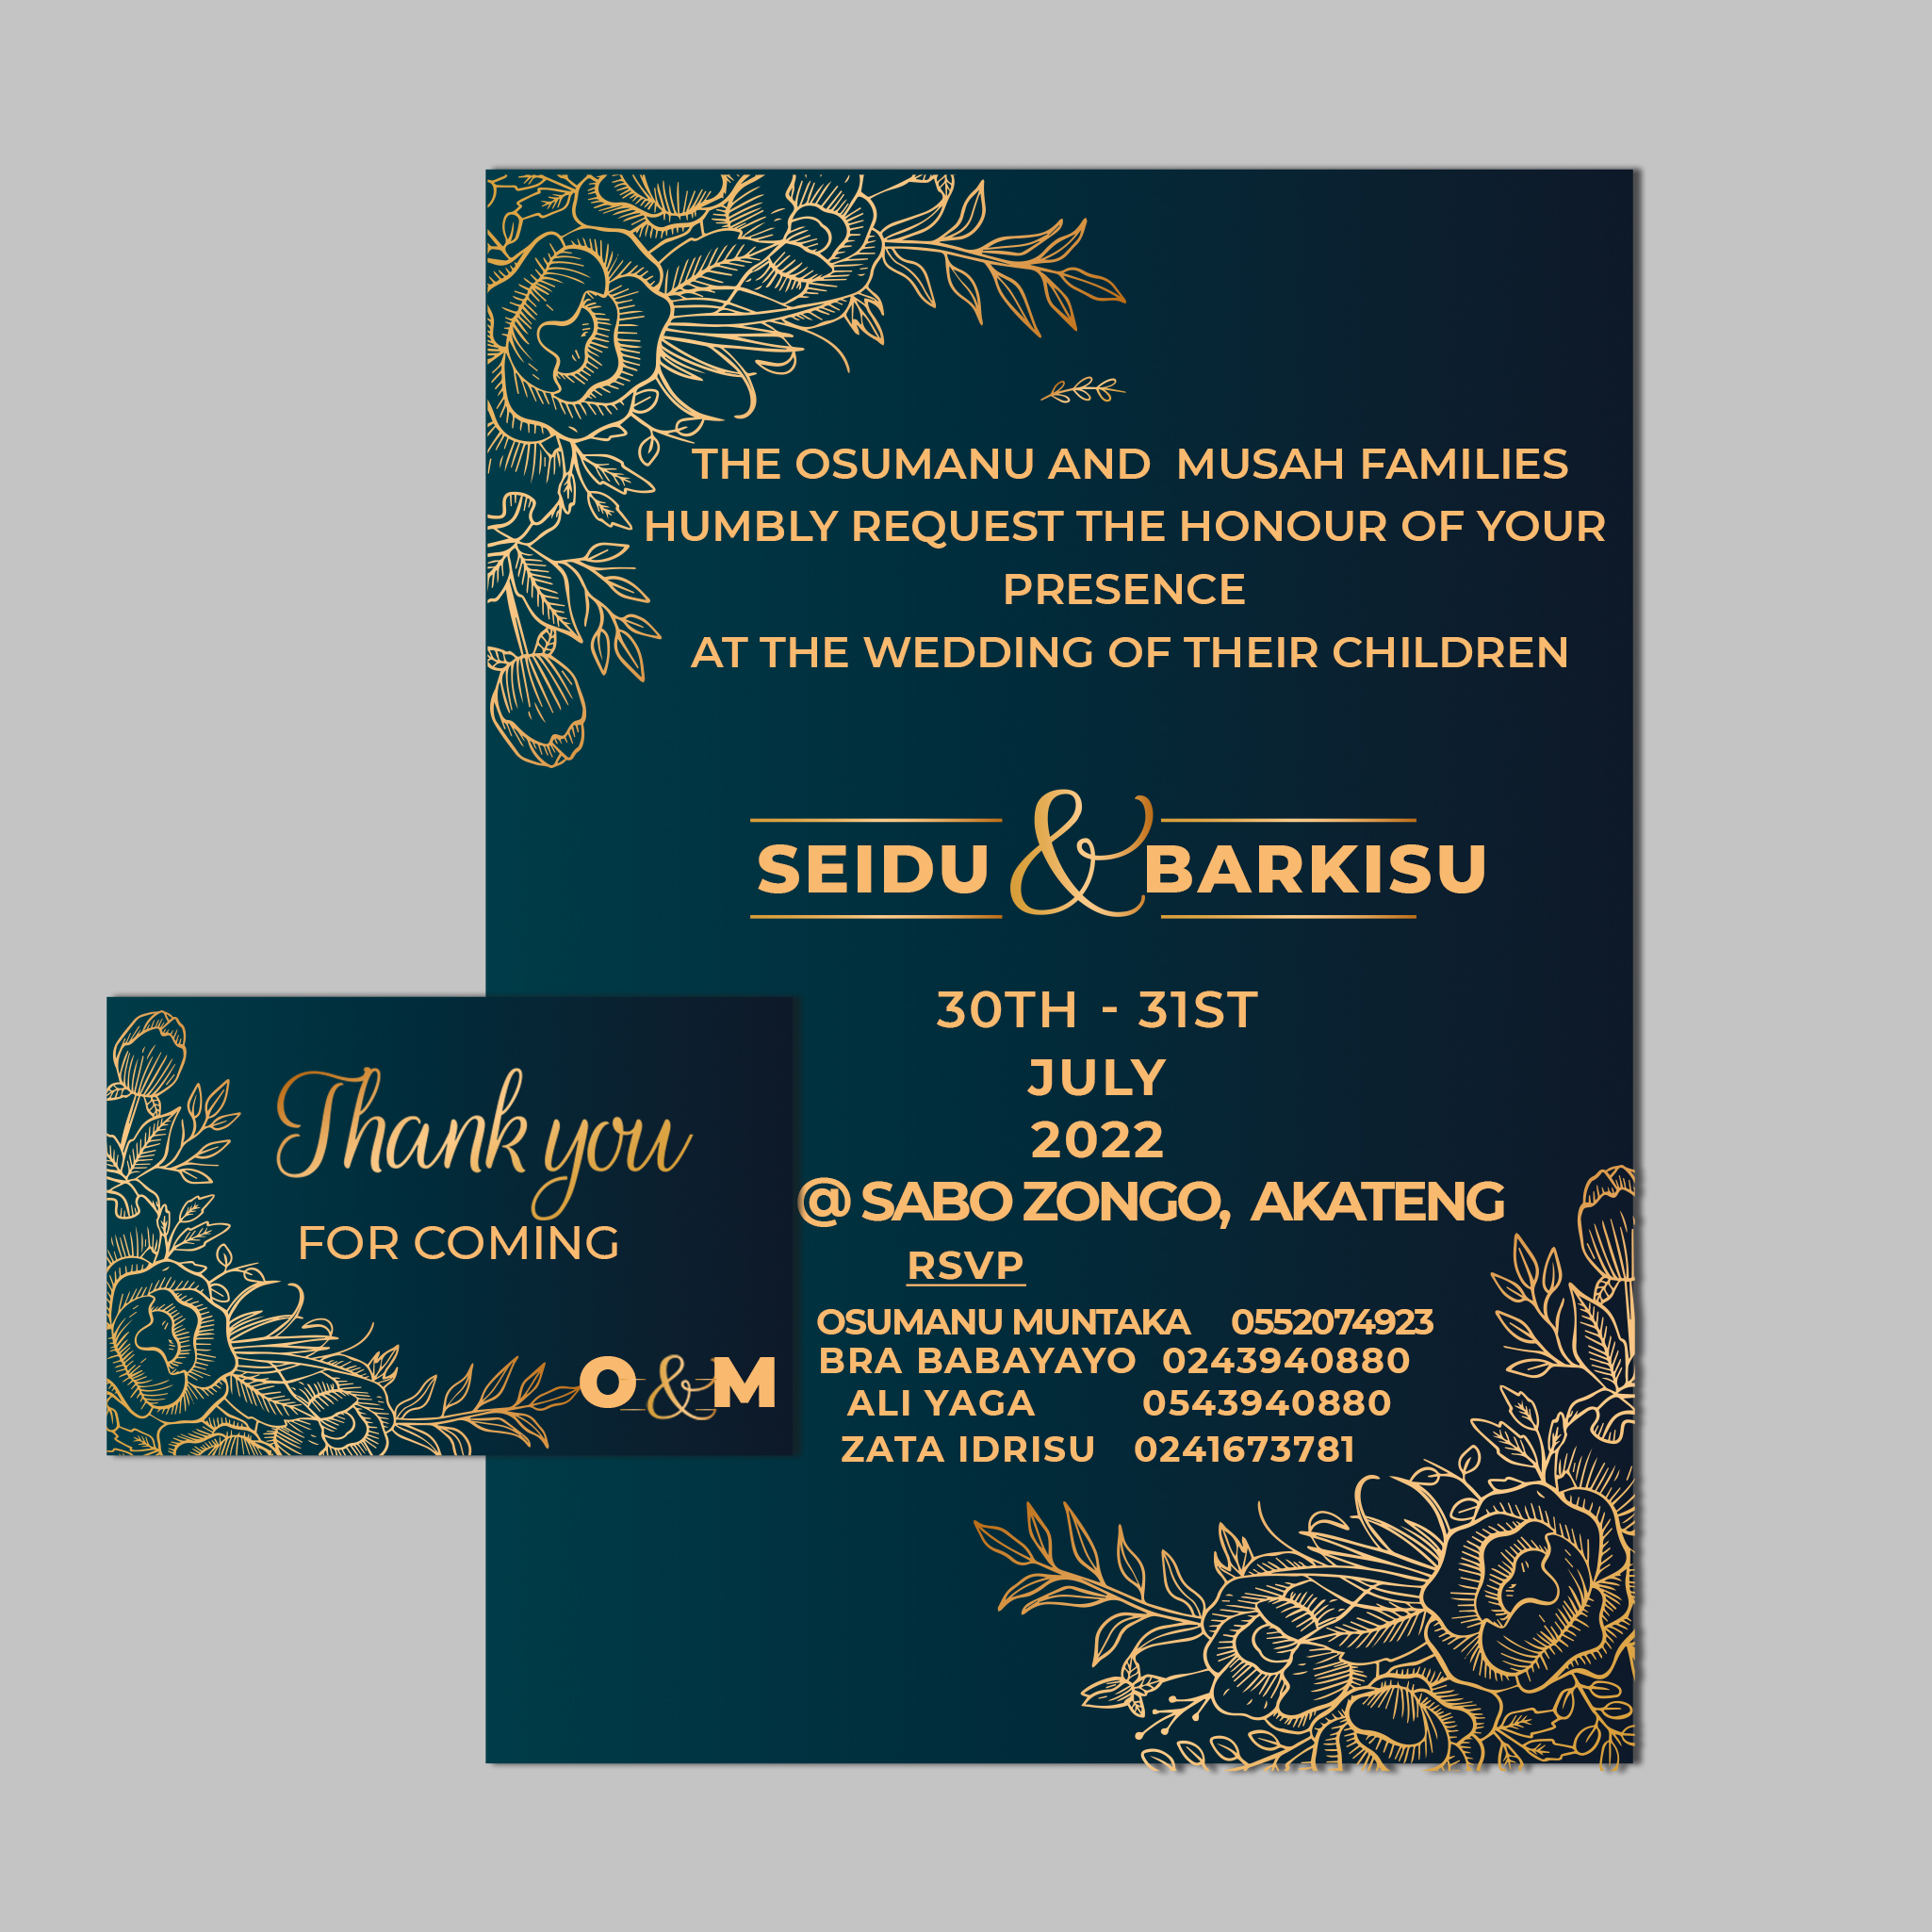 THE OSUMANU AND MUSAH FAMILIES
HUMBLY REQUEST THE HONOUR OF YOUR
PRESENCE
AT THE WEDDING OF THEIR CHILDREN
SEIDU & BARKISU
30TH - 31ST
JULY
2022
@ SABO ZONGO, AKATENG
RSVP
OSUMANU MUNTAKA 0552074923
BRA BABAYAYO 0243940880
ALI YAGA 0543940880
ZATA IDRISU 0241673781
Thank you
FOR COMING
O & M